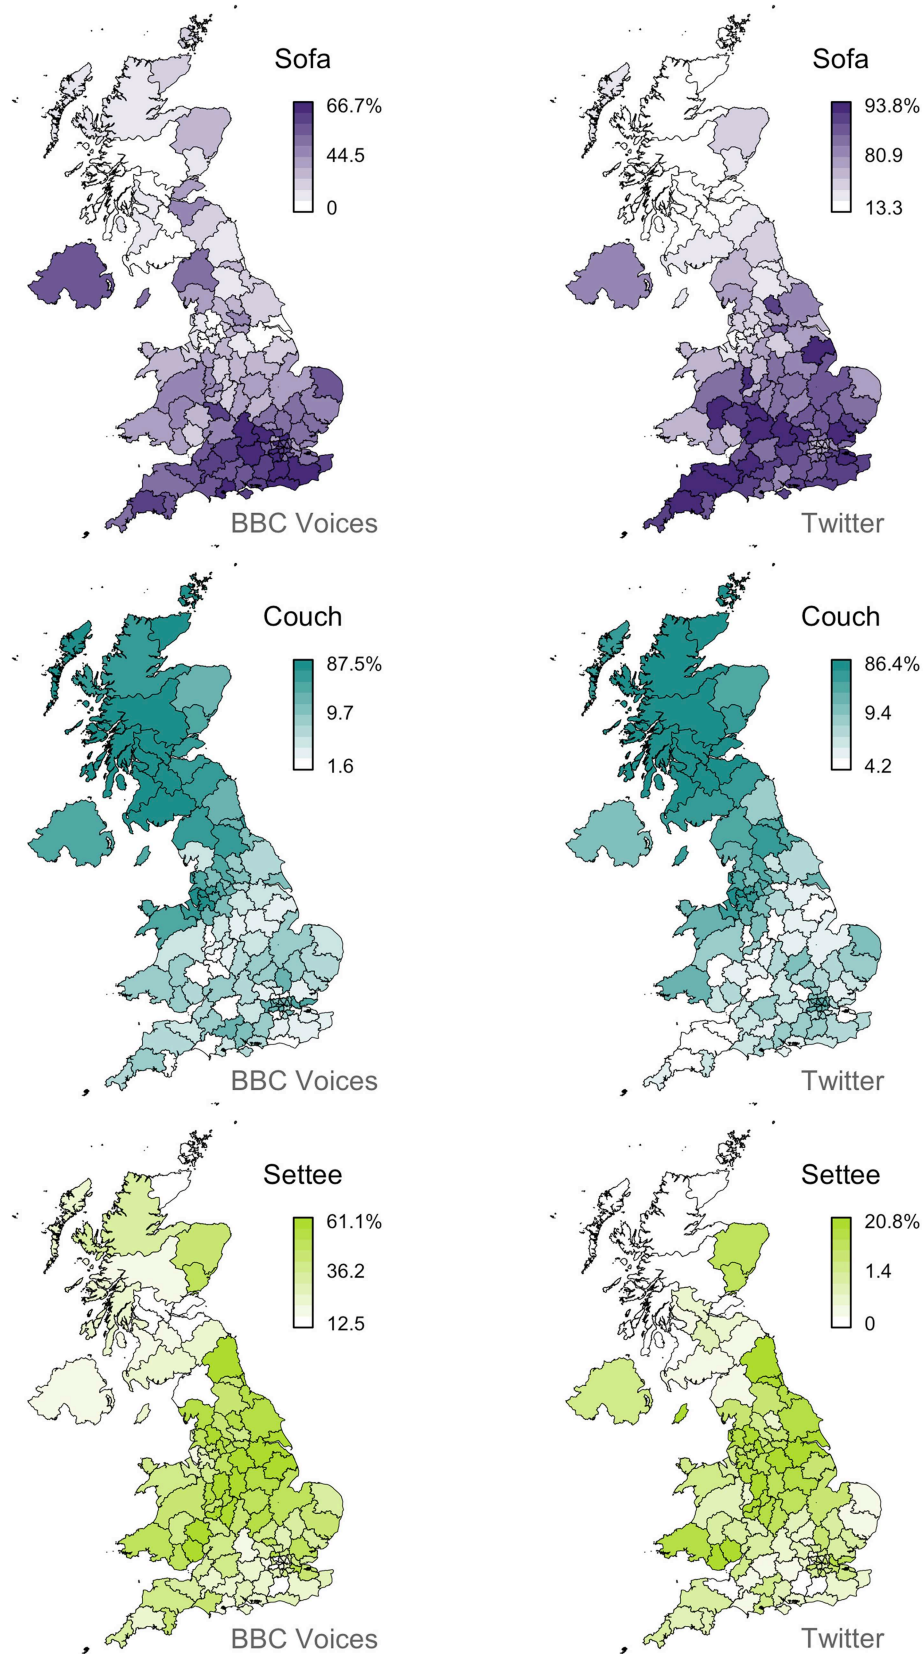 Sofa
66.7%
44.5
0
BBC Voices
Sofa
93.8%
80.9
13.3
Twitter
Couch
87.5%
9.7
1.6
BBC Voices
Couch
86.4%
9.4
4.2
Twitter
Settee
61.1%
36.2
12.5
BBC Voices
Settee
20.8%
1.4
0
Twitter